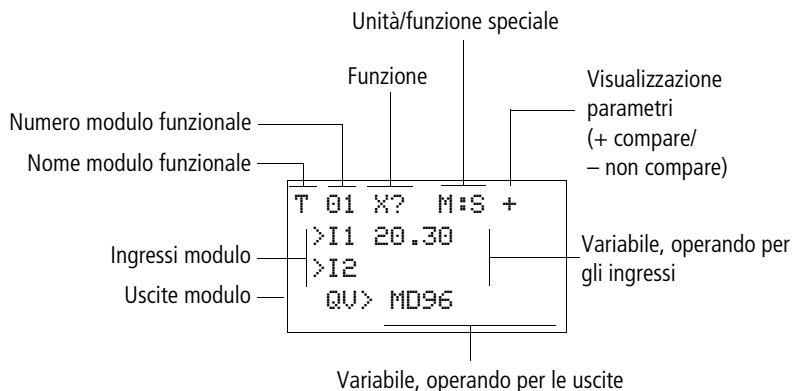 Unità/funzione speciale
Funzione
Visualizzazione
parametri
(+ compare/
– non compare)
Numero modulo funzionale
Nome modulo funzionale
T 01 X? M:S +
>I1 20.30
>I2
QV> MD96
Ingressi modulo
Uscite modulo
Variabile, operando per
gli ingressi
Variabile, operando per le uscite